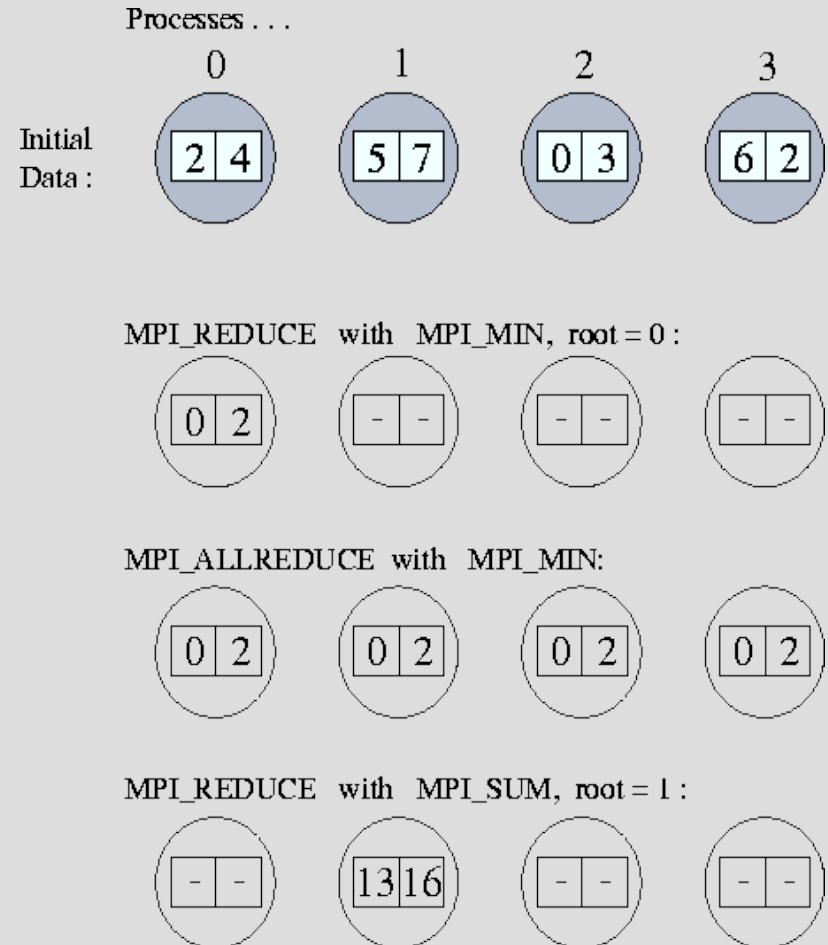 Processes . . .
0 1 2 3
Initial
Data :
2 4 5 7 0 3 6 2
MPI_REDUCE with MPI_MIN, root = 0 :
0 2 - - - - - -
MPI_ALLREDUCE with MPI_MIN:
0 2 0 2 0 2 0 2
MPI_REDUCE with MPI_SUM, root = 1 :
- - 13 16 - - - -